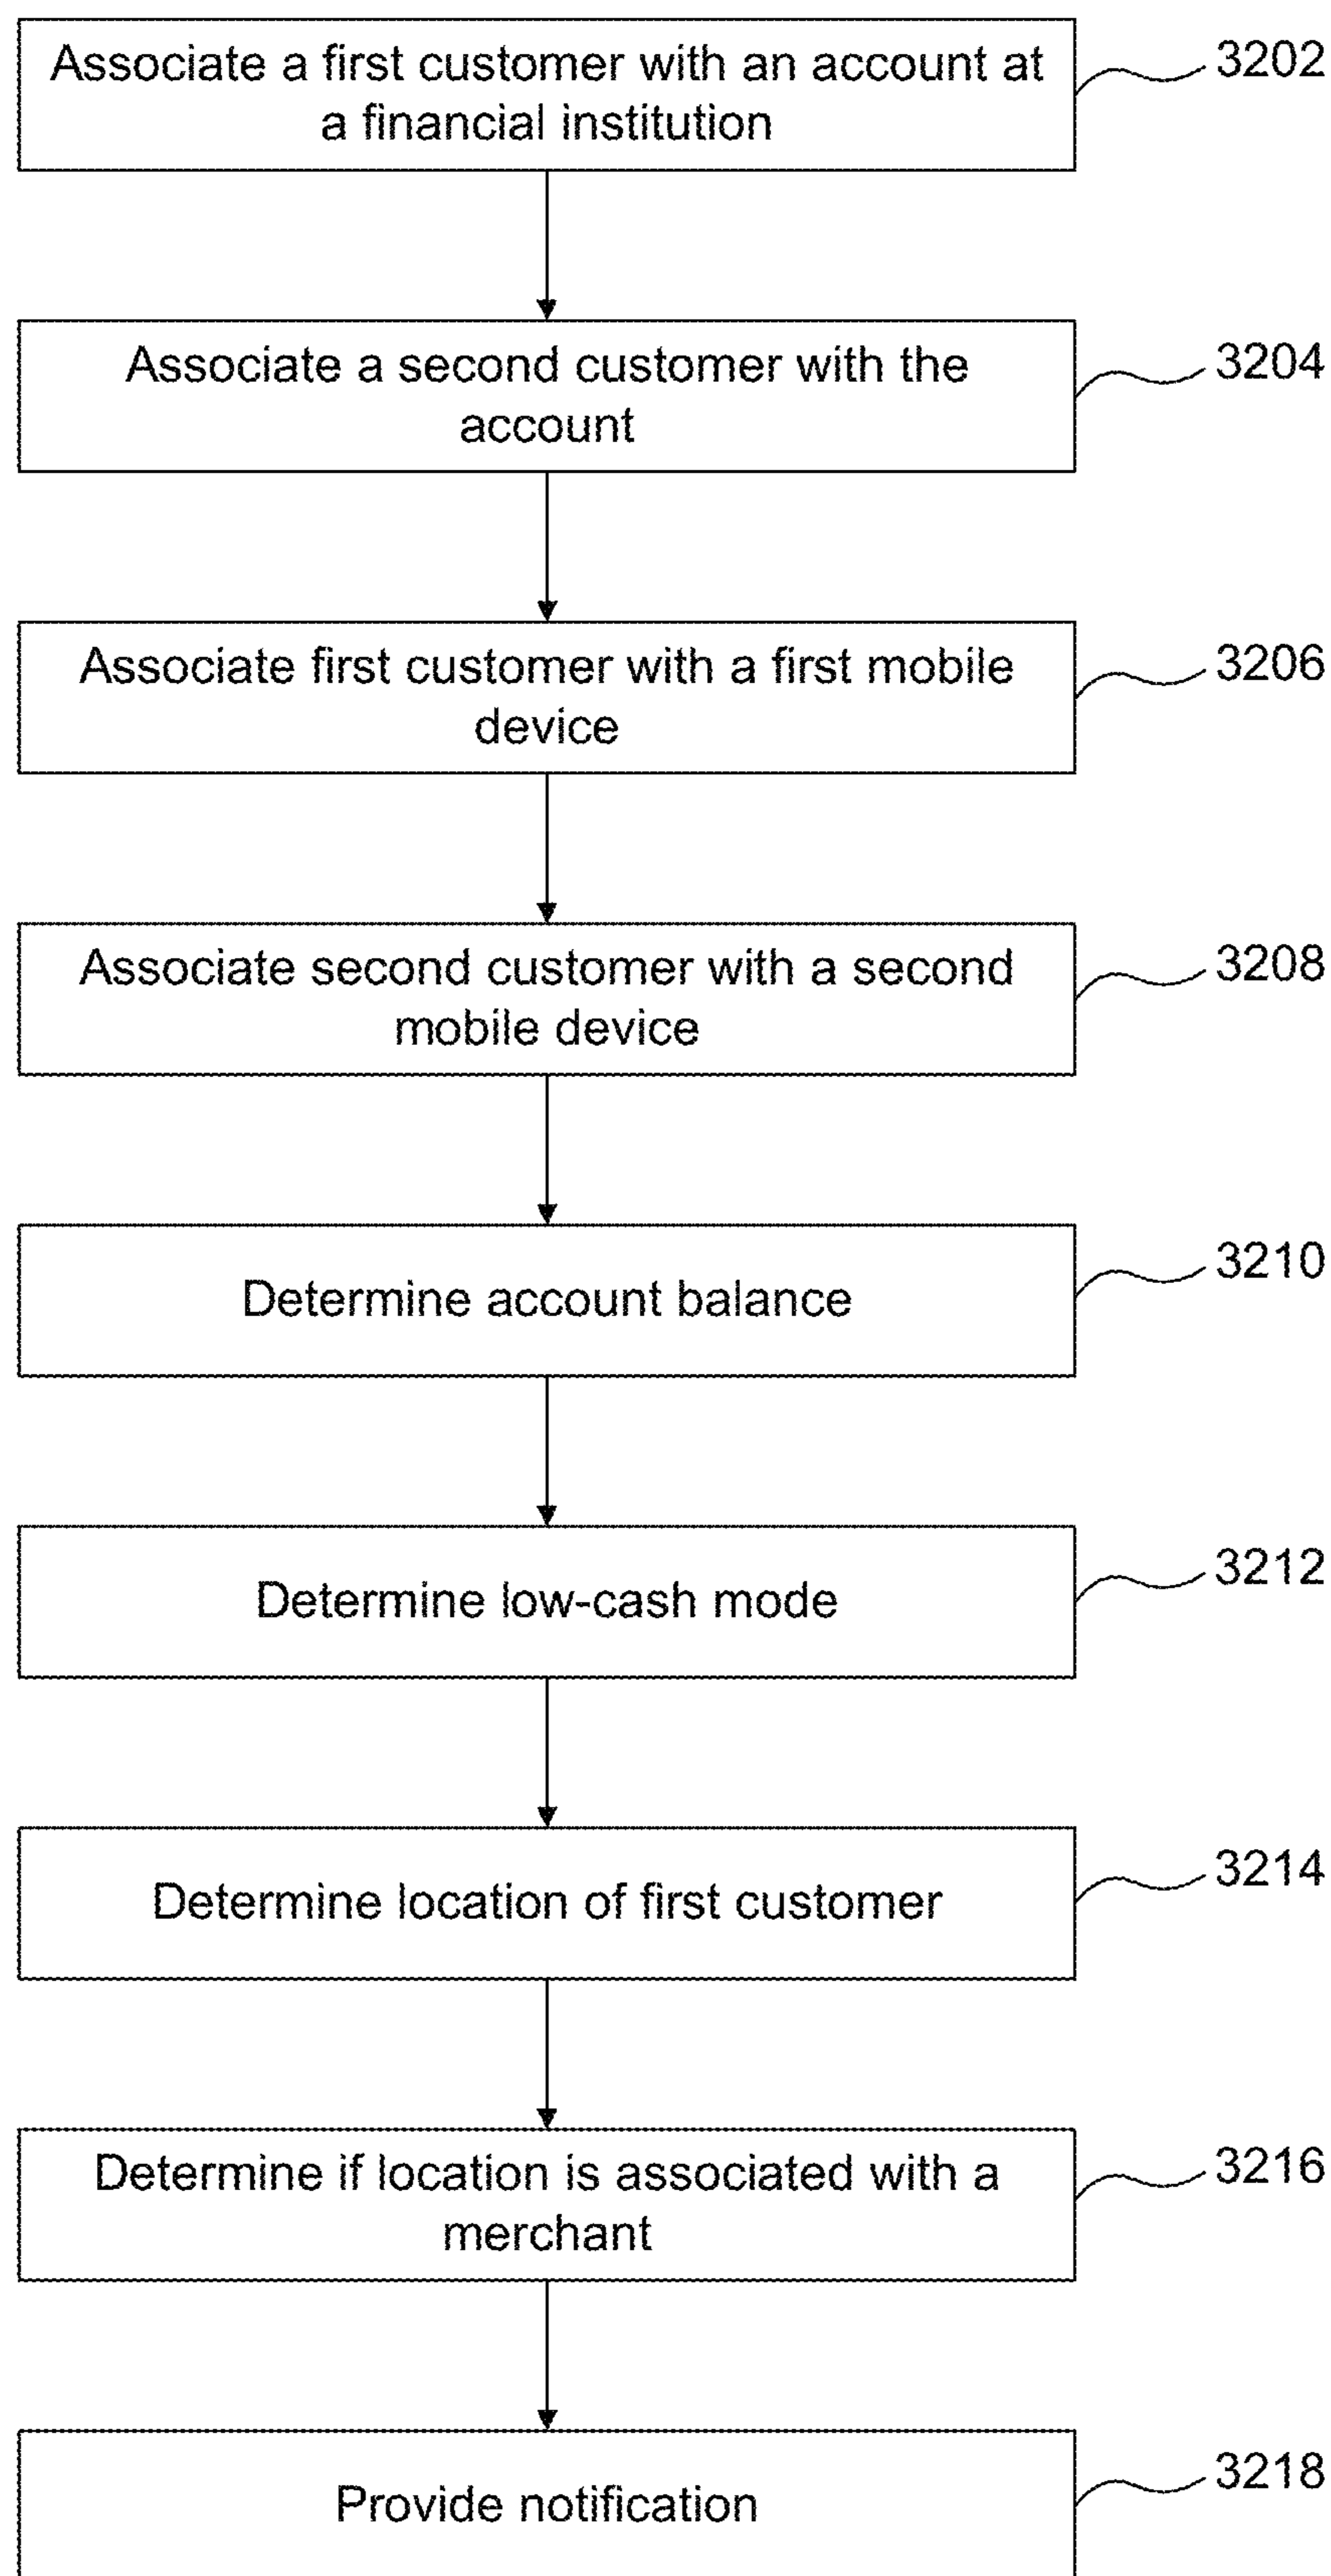 Associate a first customer with an account at
a financial institution
3202
Associate a second customer with the
account
3204
Associate first customer with a first mobile
device
3206
Associate second customer with a second
mobile device
3208
Determine account balance
3210
Determine low-cash mode
3212
Determine location of first customer
3214
Determine if location is associated with a
merchant
3216
Provide notification
3218